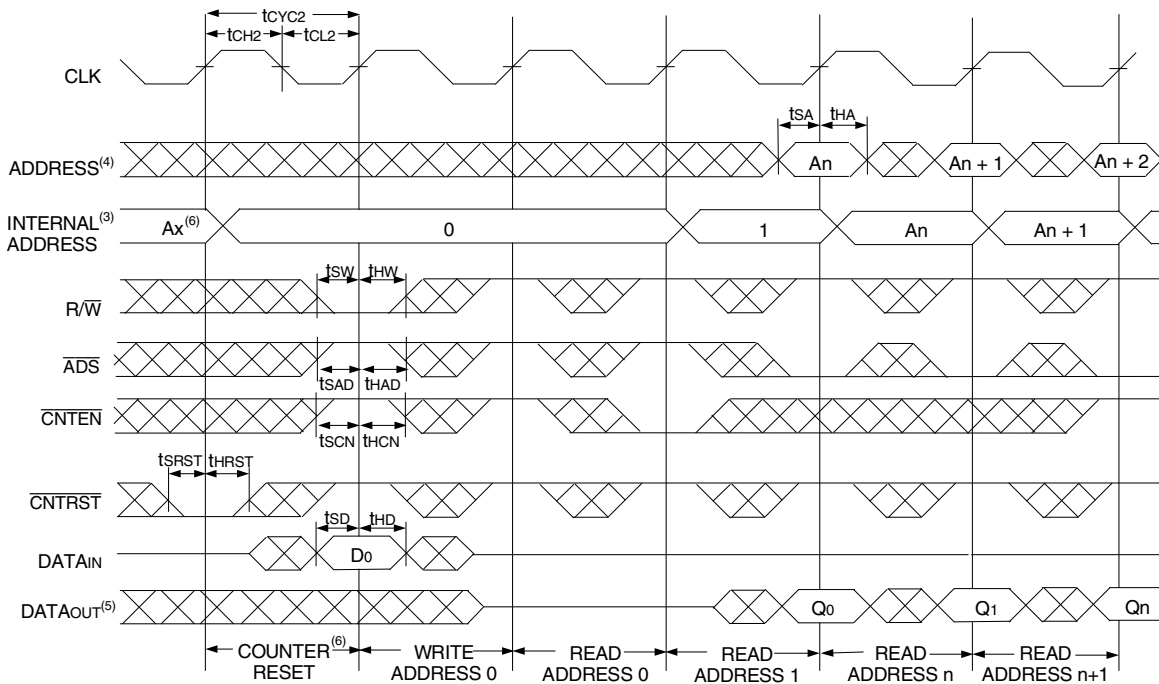 tCYC2
tCH2 tCL2
CLK
tSA tHA
ADDRESS(4) An An + 1 An + 2
INTERNAL(3) ADDRESS Ax(6) 0 1 An An + 1
tSW tHW
R/W̅
A̅D̅S̅
tSAD tHAD
C̅N̅T̅E̅N̅
tSCN tHCN
tSRST tHRST
C̅N̅T̅R̅S̅T̅
tSD tHD
DATAIN D0
DATAOUT(5) Q0 Q1 Qn
COUNTER(6) RESET
WRITE ADDRESS 0
READ ADDRESS 0
READ ADDRESS 1
READ ADDRESS n
READ ADDRESS n+1